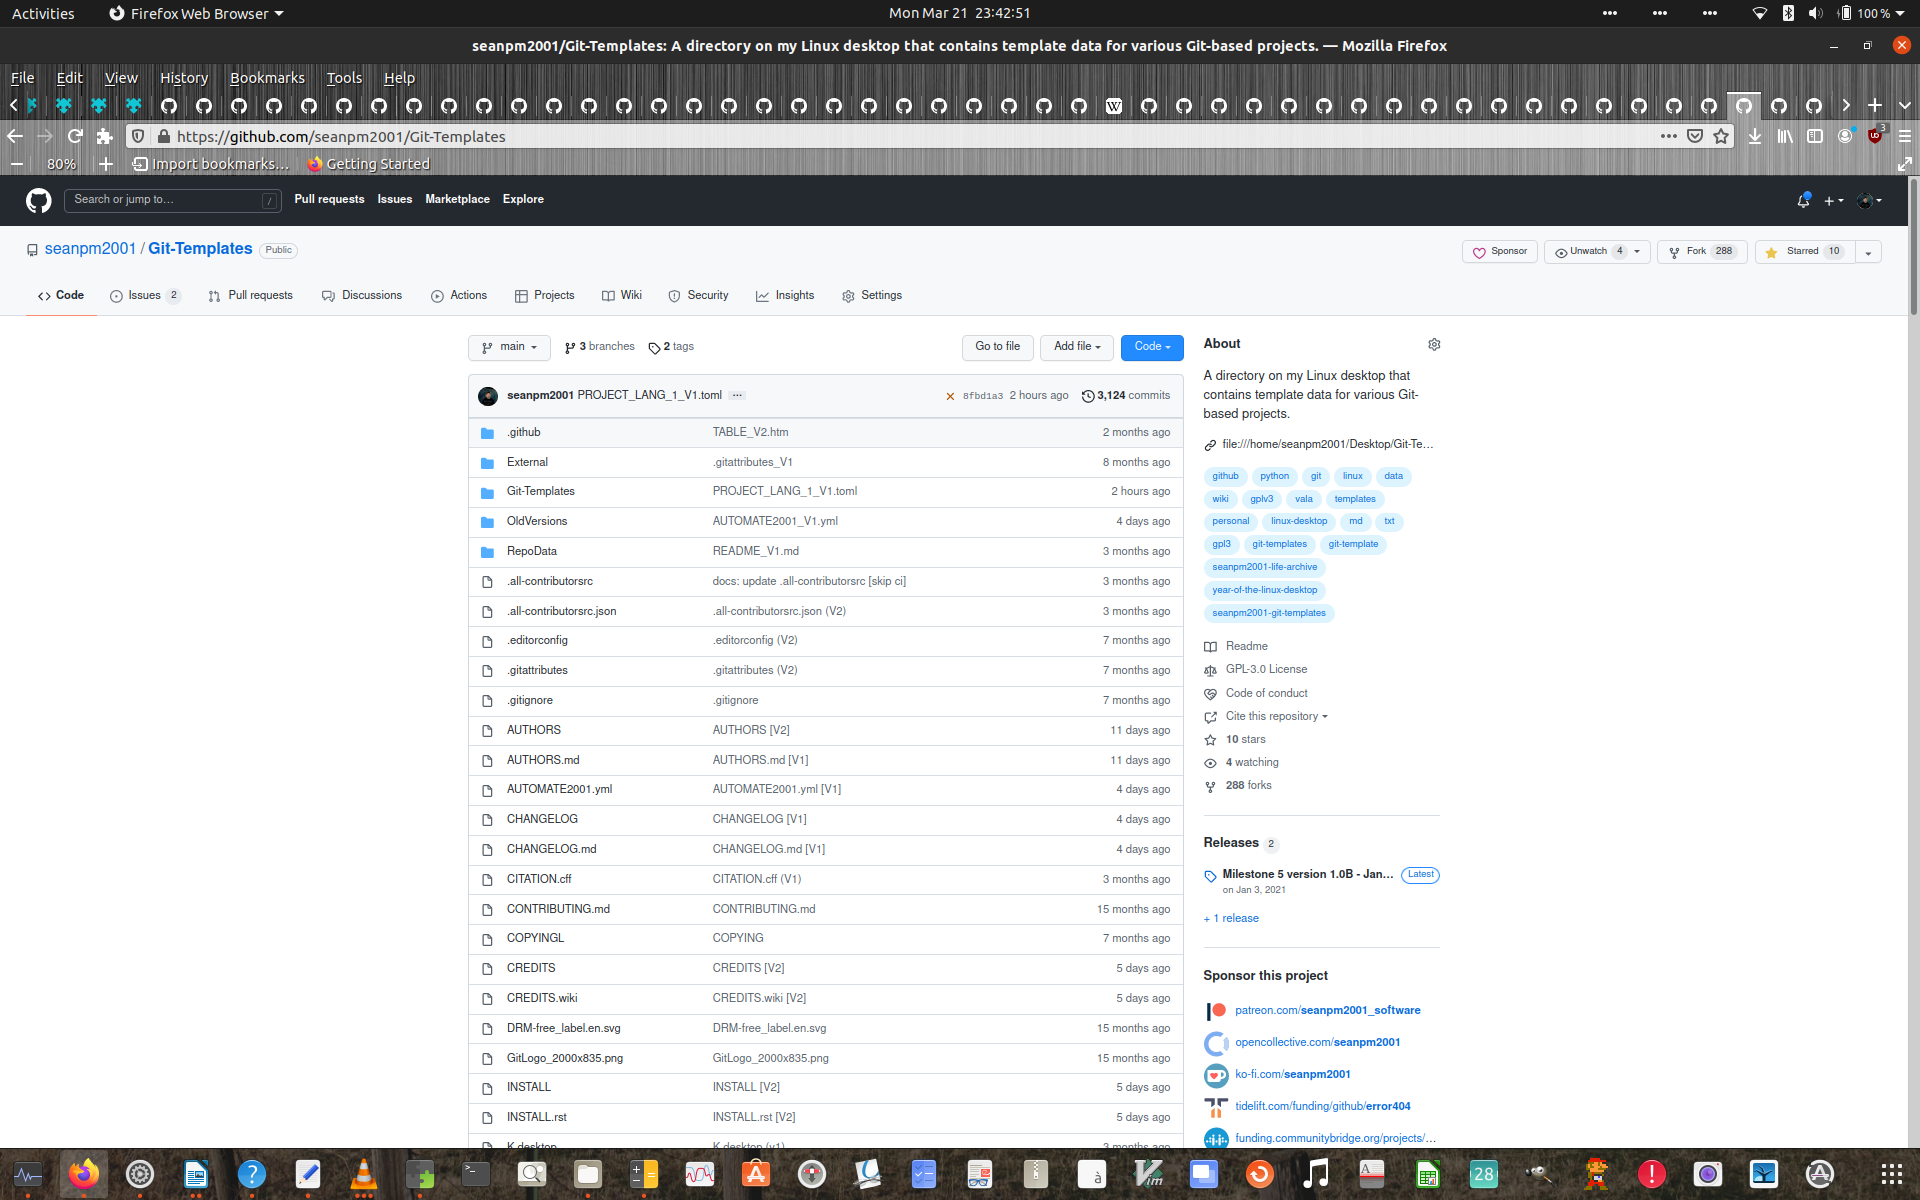 Activities
Firefox Web Browser
Mon Mar 21 23:42:51
100 %
seanpm2001/Git-Templates: A directory on my Linux desktop that contains template data for various Git-based projects. — Mozilla Firefox
File Edit View History Bookmarks Tools Help
https://github.com/seanpm2001/Git-Templates
3
80%
Import bookmarks...
Getting Started
Search or jump to...
/
Pull requests
Issues
Marketplace
Explore
seanpm2001 / Git-Templates
Public
Sponsor
Unwatch 4
Fork 288
Starred 10
Code
Issues 2
Pull requests
Discussions
Actions
Projects
Wiki
Security
Insights
Settings
main
3 branches
2 tags
Go to file
Add file
Code
seanpm2001 PROJECT_LANG_1_V1.toml ...
8fbd1a3 2 hours ago
3,124 commits
.github TABLE_V2.htm 2 months ago
External .gitattributes_V1 8 months ago
Git-Templates PROJECT_LANG_1_V1.toml 2 hours ago
OldVersions AUTOMATE2001_V1.yml 4 days ago
RepoData README_V1.md 3 months ago
.all-contributorsrc docs: update .all-contributorsrc [skip ci] 3 months ago
.all-contributorsrc.json .all-contributorsrc.json (V2) 3 months ago
.editorconfig .editorconfig (V2) 7 months ago
.gitattributes .gitattributes (V2) 7 months ago
.gitignore .gitignore 7 months ago
AUTHORS AUTHORS [V2] 11 days ago
AUTHORS.md AUTHORS.md [V1] 11 days ago
AUTOMATE2001.yml AUTOMATE2001.yml [V1] 4 days ago
CHANGELOG CHANGELOG [V1] 4 days ago
CHANGELOG.md CHANGELOG.md [V1] 4 days ago
CITATION.cff CITATION.cff (V1) 3 months ago
CONTRIBUTING.md CONTRIBUTING.md 15 months ago
COPYINGL COPYING 7 months ago
CREDITS CREDITS [V2] 5 days ago
CREDITS.wiki CREDITS.wiki [V2] 5 days ago
DRM-free_label.en.svg DRM-free_label.en.svg 15 months ago
GitLogo_2000x835.png GitLogo_2000x835.png 15 months ago
INSTALL INSTALL [V2] 5 days ago
INSTALL.rst INSTALL.rst [V2] 5 days ago
K.desktop K.desktop (v1) 3 months ago
About
A directory on my Linux desktop that
contains template data for various Git-
based projects.
file:///home/seanpm2001/Desktop/Git-Te...
github python git linux data
wiki gplv3 vala templates
personal linux-desktop md txt
gpl3 git-templates git-template
seanpm2001-life-archive
year-of-the-linux-desktop
seanpm2001-git-templates
Readme
GPL-3.0 License
Code of conduct
Cite this repository
10 stars
4 watching
288 forks
Releases 2
Milestone 5 version 1.0B - Jan... Latest
on Jan 3, 2021
+ 1 release
Sponsor this project
patreon.com/seanpm2001_software
opencollective.com/seanpm2001
ko-fi.com/seanpm2001
tidelift.com/funding/github/error404
funding.communitybridge.org/projects/...
28